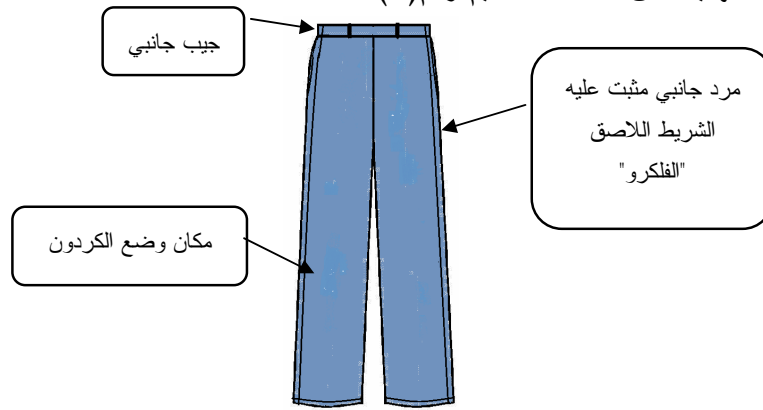 جيب جانبي
مرد جانبي مثبت عليه
الشريط اللاصق
"الفلكرو"
مكان وضع الكردون